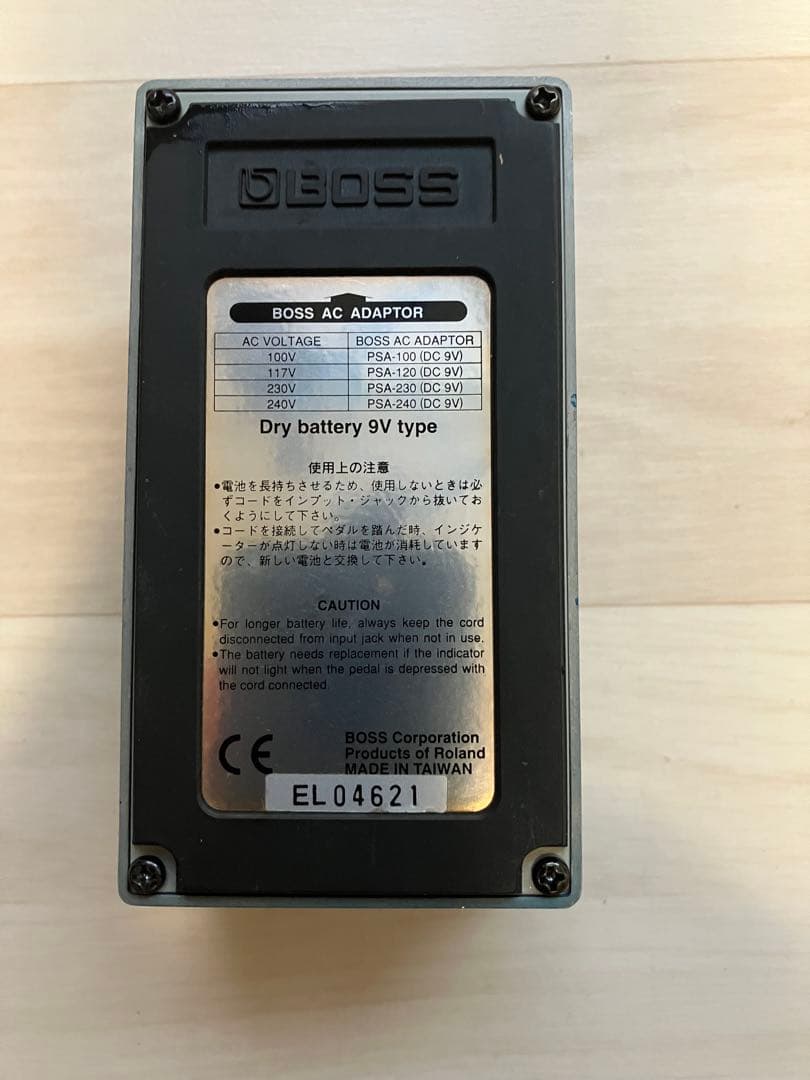 BOSS
BOSS AC ADAPTOR
AC VOLTAGE BOSS AC ADAPTOR
100V PSA-100 (DC 9V)
117V PSA-120 (DC 9V)
230V PSA-230 (DC 9V)
240V PSA-240 (DC 9V)
Dry battery 9V type
使用上の注意
●電池を長持ちさせるため、使用しないときは必
ずコードをインプット・ジャックから抜いてお
くようにして下さい。
●コードを接続してペダルを踏んだ時、インジケ
ーターが点灯しない時は電池が消耗しています
ので、新しい電池と交換して下さい。
CAUTION
●For longer battery life, always keep the cord
disconnected from input jack when not in use.
●The battery needs replacement if the indicator
will not light when the pedal is depressed with
the cord connected.
CE
BOSS Corporation
Products of Roland
MADE IN TAIWAN
EL04621